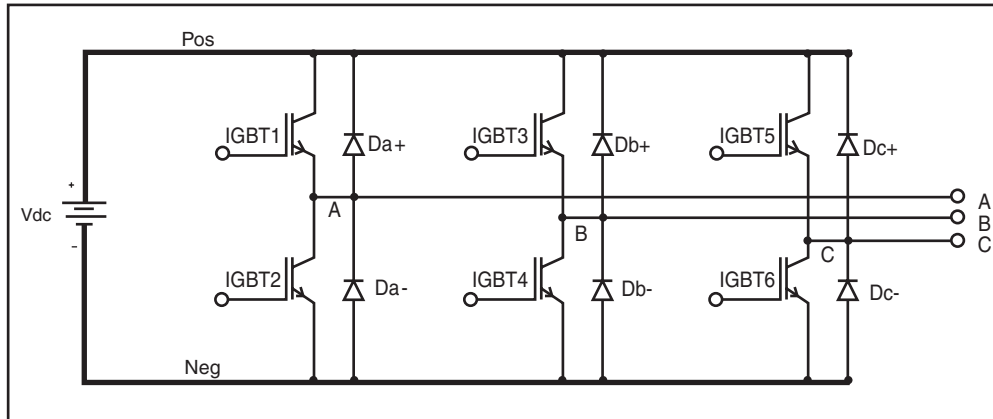 Pos
IGBT1
Da+
IGBT3
Db+
IGBT5
Dc+
+
Vdc
-
A
A
B
B
C
C
IGBT2
Da-
IGBT4
Db-
IGBT6
Dc-
Neg